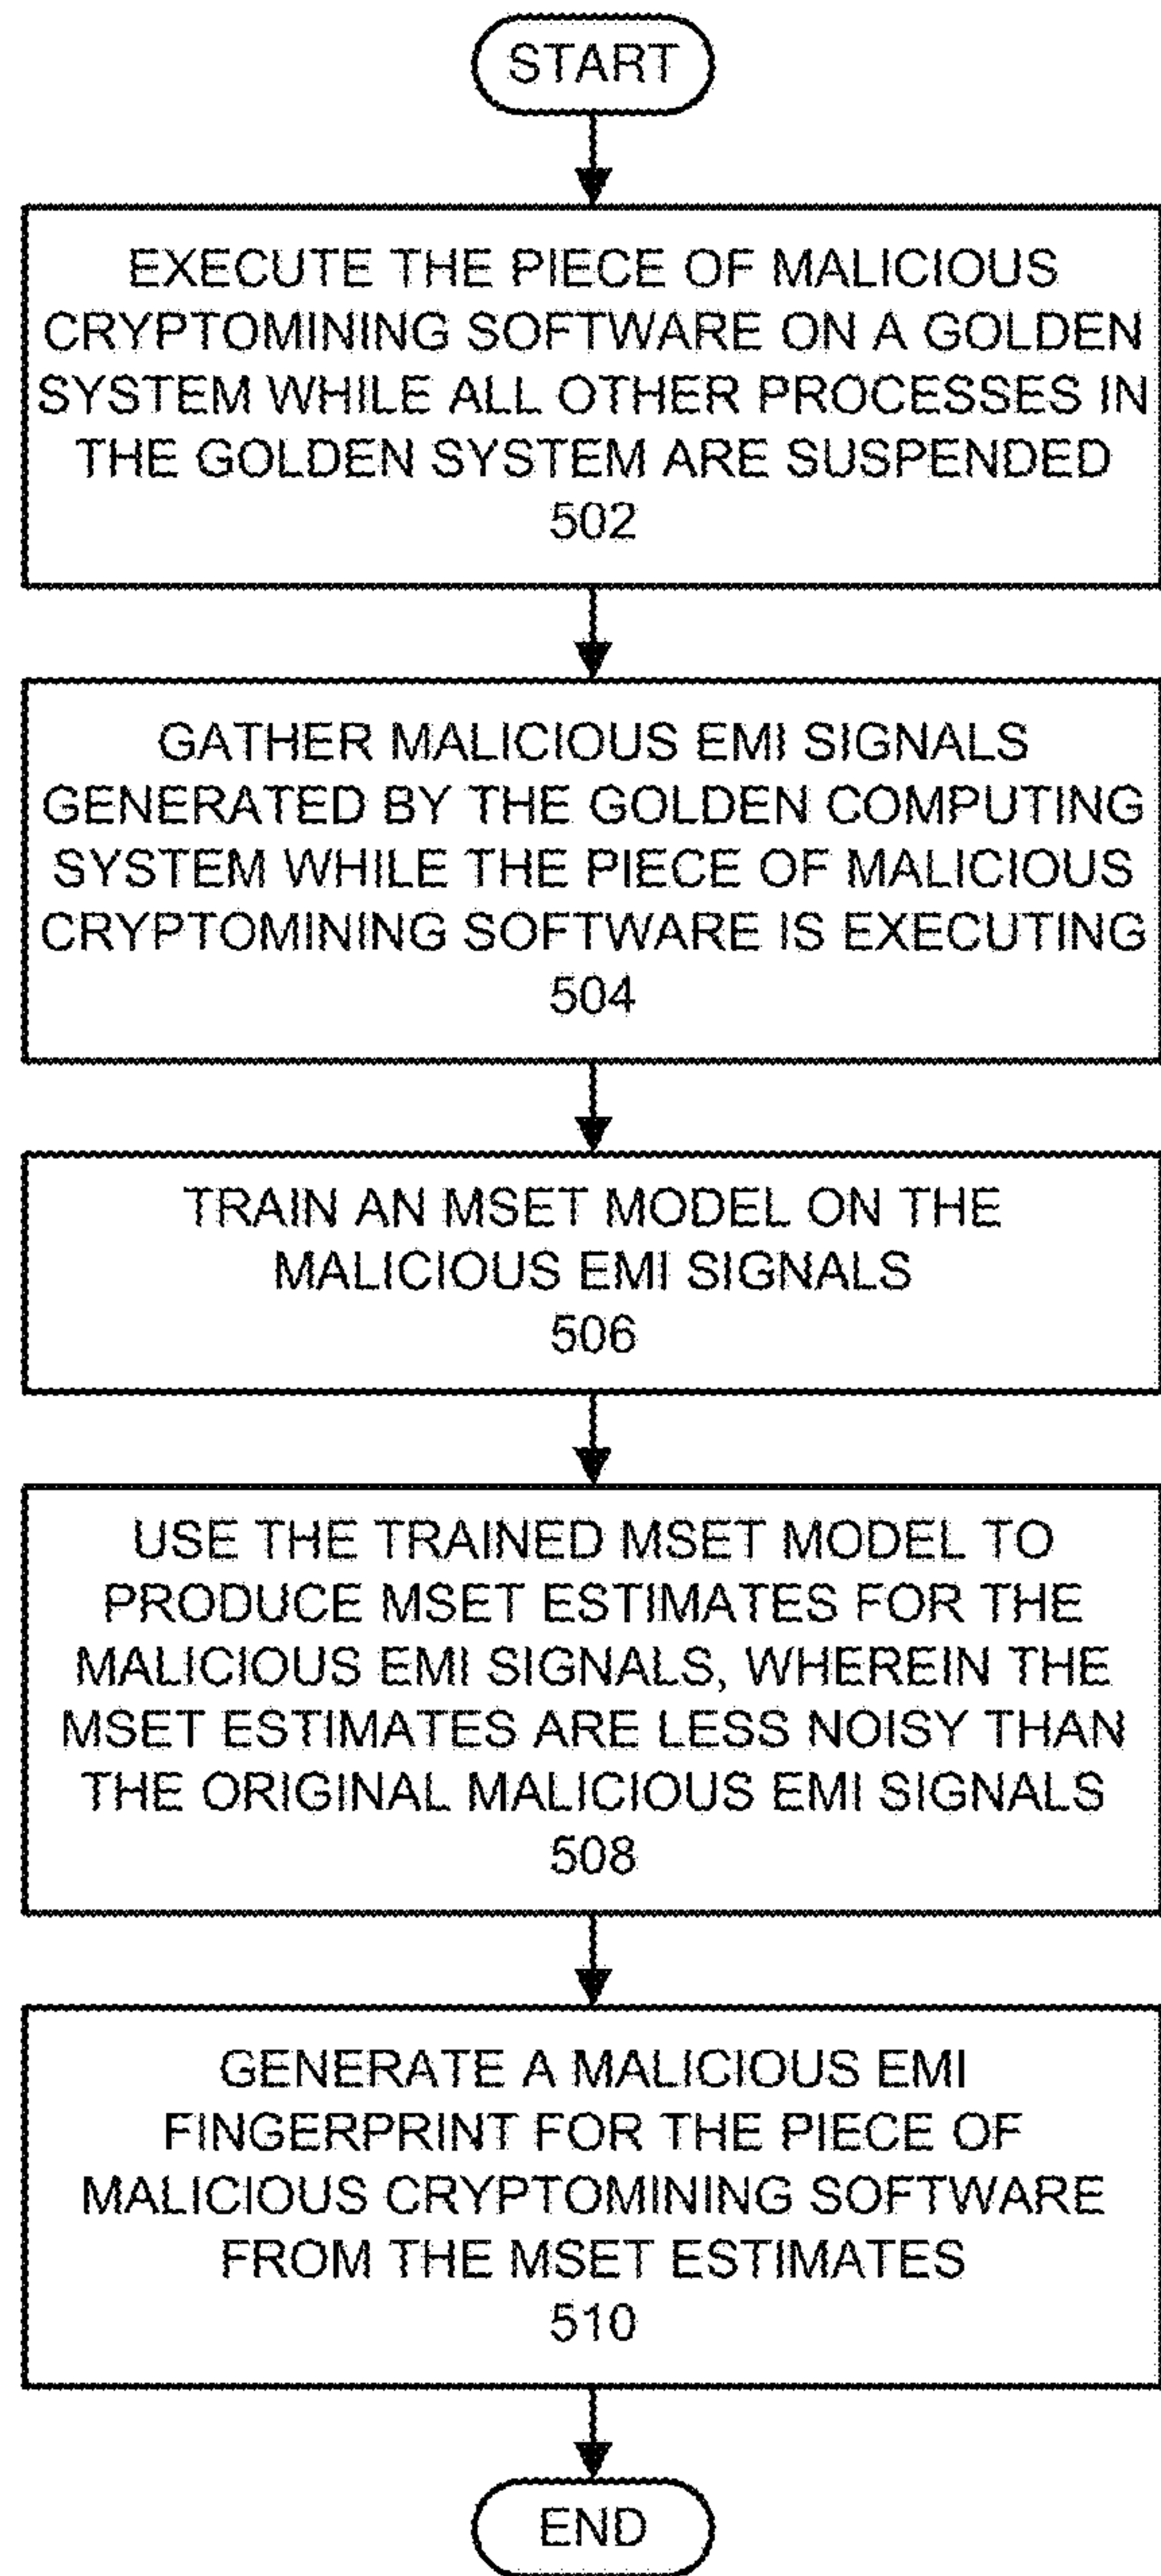 START
EXECUTE THE PIECE OF MALICIOUS
CRYPTOMINING SOFTWARE ON A GOLDEN
SYSTEM WHILE ALL OTHER PROCESSES IN
THE GOLDEN SYSTEM ARE SUSPENDED
502
GATHER MALICIOUS EMI SIGNALS
GENERATED BY THE GOLDEN COMPUTING
SYSTEM WHILE THE PIECE OF MALICIOUS
CRYPTOMINING SOFTWARE IS EXECUTING
504
TRAIN AN MSET MODEL ON THE
MALICIOUS EMI SIGNALS
506
USE THE TRAINED MSET MODEL TO
PRODUCE MSET ESTIMATES FOR THE
MALICIOUS EMI SIGNALS, WHEREIN THE
MSET ESTIMATES ARE LESS NOISY THAN
THE ORIGINAL MALICIOUS EMI SIGNALS
508
GENERATE A MALICIOUS EMI
FINGERPRINT FOR THE PIECE OF
MALICIOUS CRYPTOMINING SOFTWARE
FROM THE MSET ESTIMATES
510
END